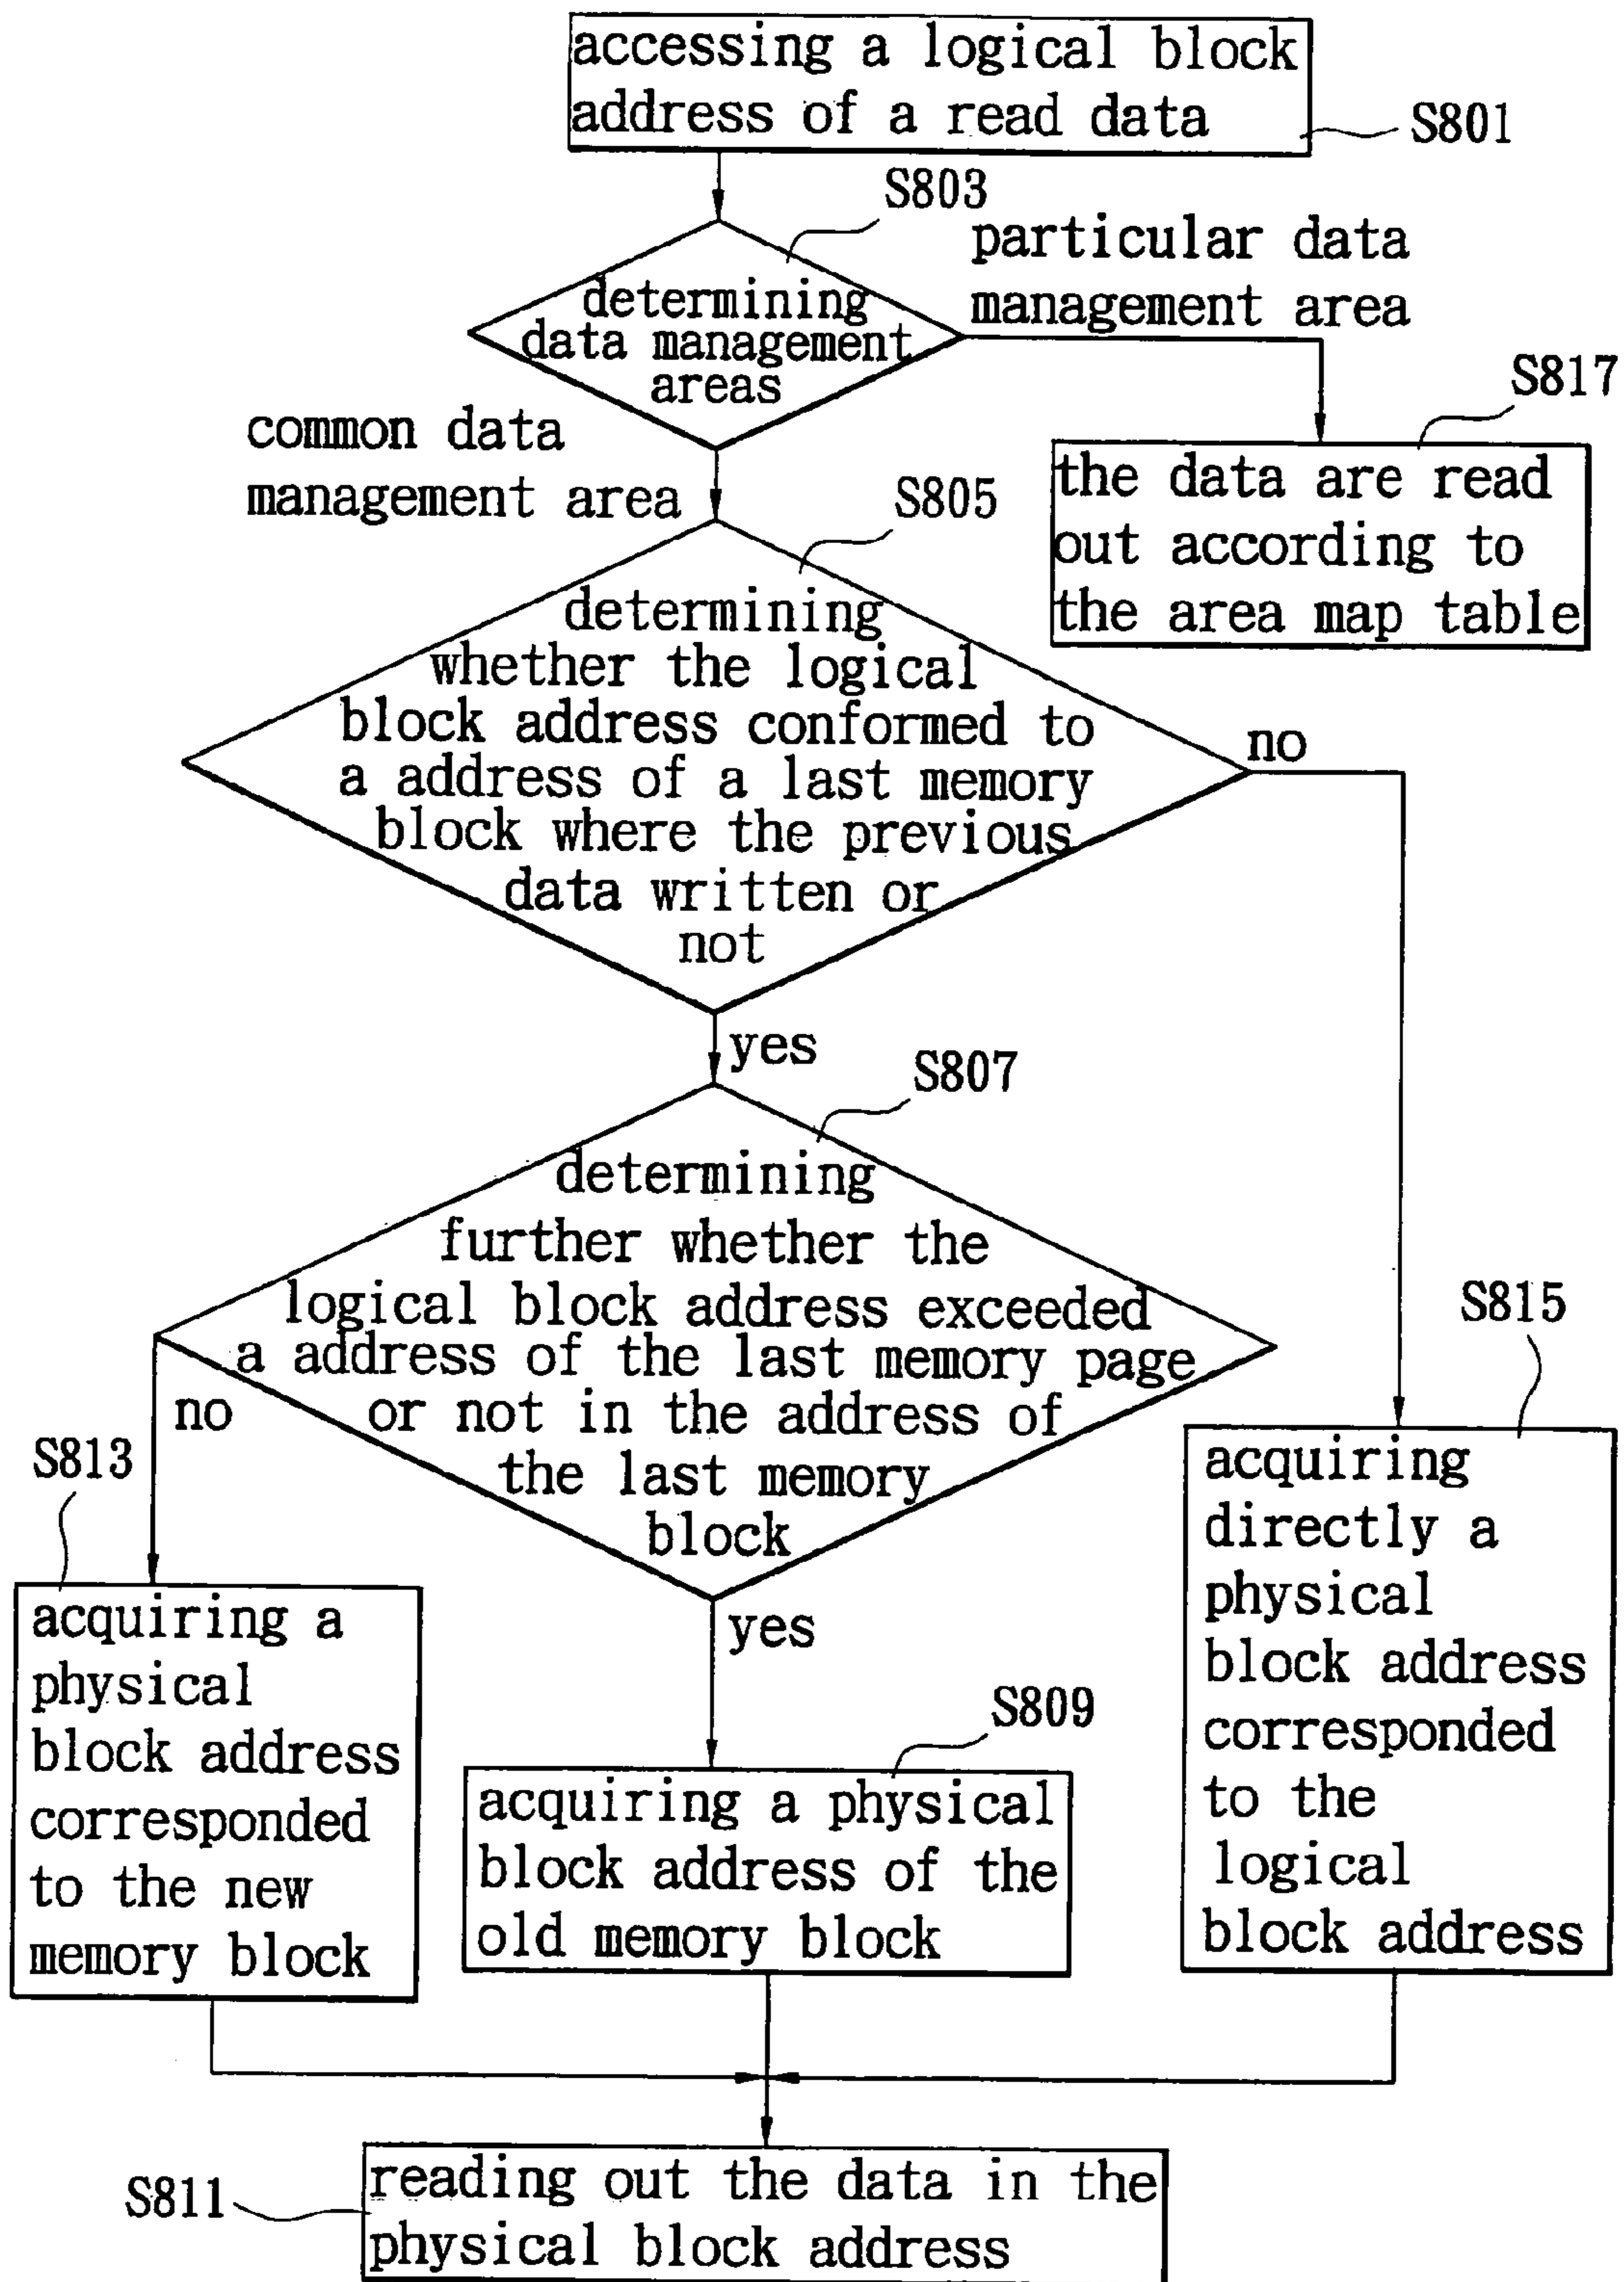 accessing a logical block
address of a read data
S801
S803
particular data
management area
determining
data management
areas
S817
common data
management area
the data are read
out according to
the area map table
S805
determining
whether the logical
block address conformed to
a address of a last memory
block where the previous
data written or
not
no
yes
S807
determining
further whether the
logical block address exceeded
a address of the last memory page
or not in the address of
the last memory
block
no
yes
S815
acquiring
directly a
physical
block address
corresponded
to the
logical
block address
S813
acquiring a
physical
block address
corresponded
to the new
memory block
S809
acquiring a physical
block address of the
old memory block
S811
reading out the data in the
physical block address